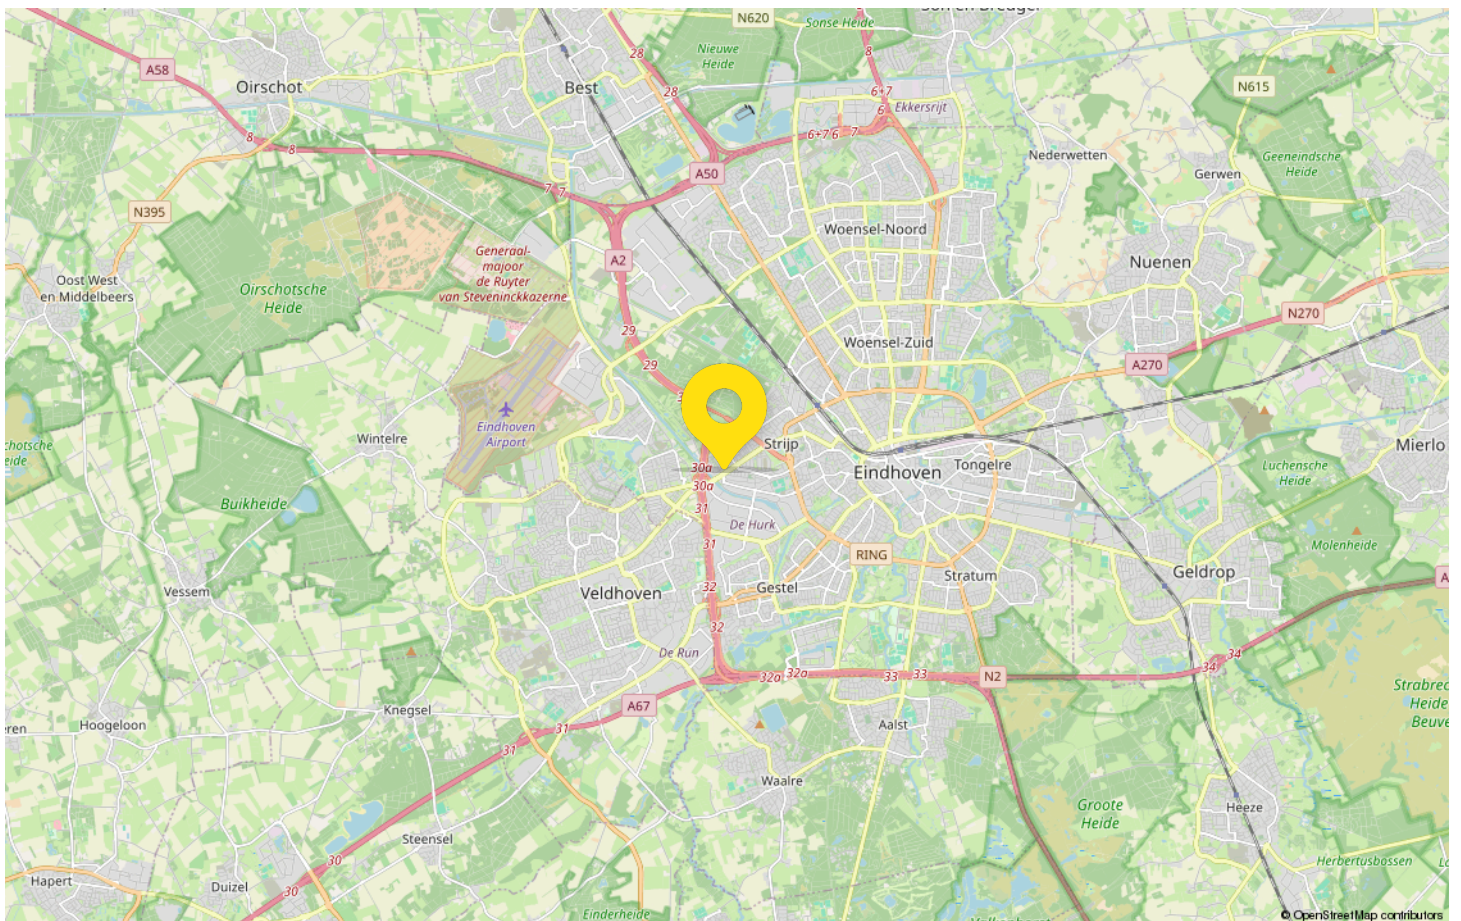 N620
Sonse Heide
Son en Breugel
28
8
A58
Nieuwe
Heide
Oirschot
Best
28
6+7
N615
6
Ekkersrijt
8
8
6+7
6
7
Nederwetten
Geeneindsche
Heide
A50
Gerwen
7
7
N395
Woensel-Noord
Generaal-
majoor
de Ruyter
van Steveninckkazerne
A2
Nuenen
Oost West
en Middelbeers
Oirschotsche
Heide
N270
29
Woensel-Zuid
29
A270
Eindhoven
Airport
Wintelre
Strijp
Mierlo
30a
Eindhoven
Tongelre
Luchensche
Heide
30a
Buikheide
31
De Hurk
31
Molenheide
RING
Geldrop
Stratum
32
Gestel
Vessem
Veldhoven
32
De Run
34
34
32a
32a
33
33
N2
A67
Knegsel
Hoogeloon
Aalst
31
31
Waalre
Groote
Heide
Heeze
Steensel
30
Herbertusbossen
Hapert
Duizel
30
Einderheide
© OpenStreetMap contributors